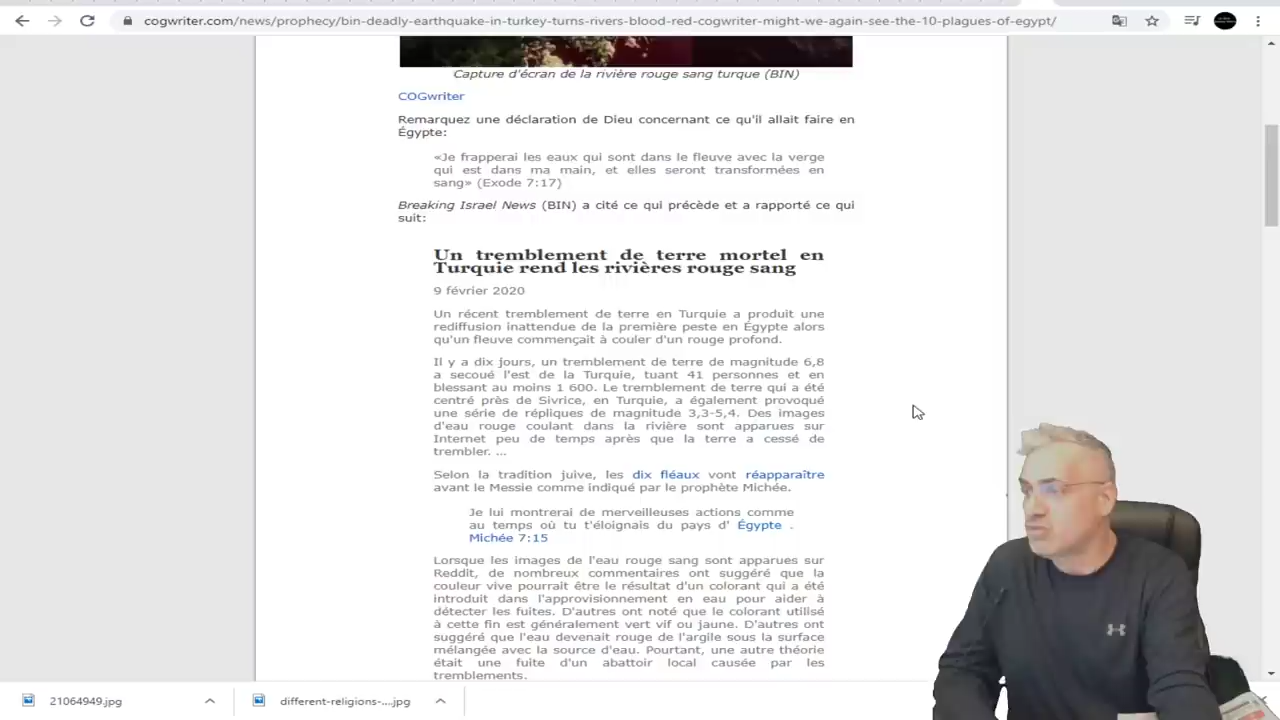 cogwriter.com/news/prophecy/bin-deadly-earthquake-in-turkey-turns-rivers-blood-red-cogwriter-might-we-again-see-the-10-plagues-of-egypt/
Capture d'écran de la rivière rouge sang turque (BIN)
COGwriter
Remarquez une déclaration de Dieu concernant ce qu'il allait faire en
Égypte:
«Je frapperai les eaux qui sont dans le fleuve avec la verge
qui est dans ma main, et elles seront transformées en
sang» (Exode 7:17)
Breaking Israel News (BIN) a cité ce qui précède et a rapporté ce qui
suit:
Un tremblement de terre mortel en
Turquie rend les rivières rouge sang
9 février 2020
Un récent tremblement de terre en Turquie a produit une
rediffusion inattendue de la première peste en Égypte alors
qu'un fleuve commençait à couler d'un rouge profond.
Il y a dix jours, un tremblement de terre de magnitude 6,8
a secoué l'est de la Turquie, tuant 41 personnes et en
blessant au moins 1 600. Le tremblement de terre qui a été
centré près de Sivrice, en Turquie, a également provoqué
une série de répliques de magnitude 3,3-5,4. Des images
d'eau rouge coulant dans la rivière sont apparues sur
Internet peu de temps après que la terre a cessé de
trembler. ...
Selon la tradition juive, les dix fléaux vont réapparaître
avant le Messie comme indiqué par le prophète Michée.
Je lui montrerai de merveilleuses actions comme
au temps où tu t'éloignais du pays d' Égypte .
Michée 7:15
Lorsque les images de l'eau rouge sang sont apparues sur
Reddit, de nombreux commentaires ont suggéré que la
couleur vive pourrait être le résultat d'un colorant qui a été
introduit dans l'approvisionnement en eau pour aider à
détecter les fuites. D'autres ont noté que le colorant utilisé
à cette fin est généralement vert vif ou jaune. D'autres ont
suggéré que l'eau devenait rouge de l'argile sous la surface
mélangée avec la source d'eau. Pourtant, une autre théorie
était une fuite d'un abattoir local causée par les
tremblements.
21064949.jpg
different-religions-....jpg